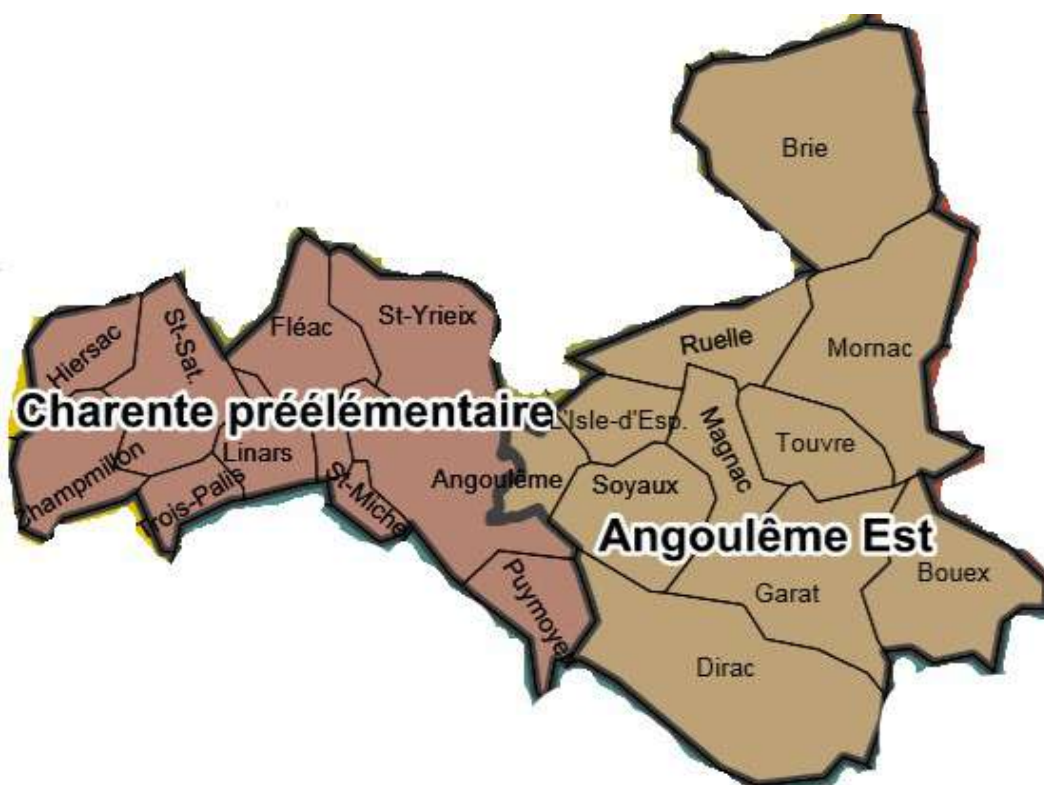 Brie
Fléac
St-Yrieix
Hiersac
St-Sat.
Ruelle
Mornac
Charente préélémentaire
L'Isle-d'Esp.
Magnac
Touvre
Linars
Champmillon
Trois-Palis
St-Miche
Angoulême
Soyaux
Angoulême Est
Puymoyen
Garat
Bouex
Dirac